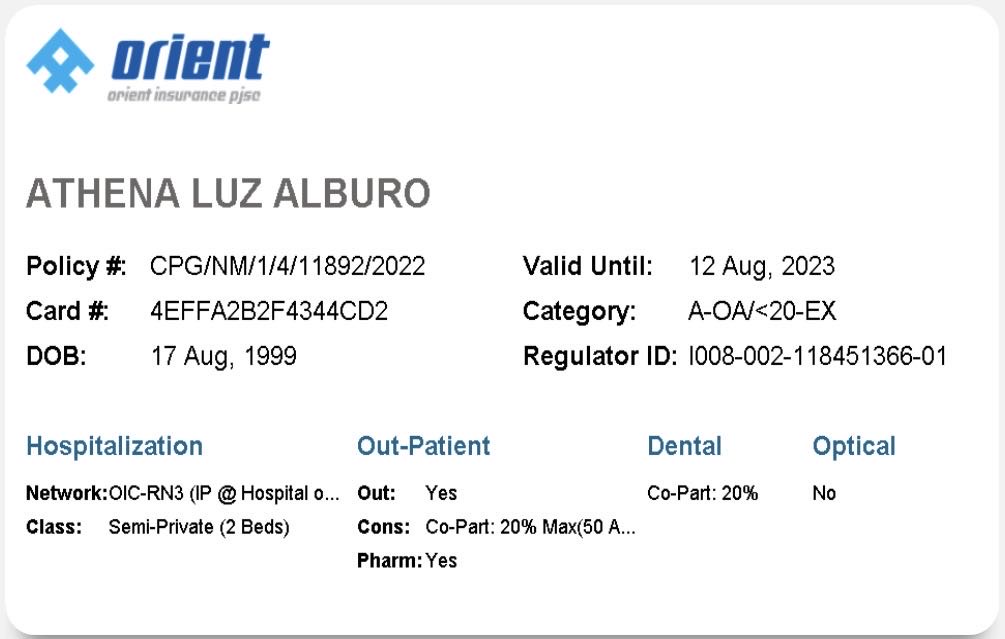 orient
orient insurance pjsc
ATHENA LUZ ALBURO
Policy #: CPG/NM/1/4/11892/2022 Valid Until: 12 Aug, 2023
Card #: 4EFFA2B2F4344CD2 Category: A-OA/<20-EX
DOB: 17 Aug, 1999 Regulator ID: I008-002-118451366-01
Hospitalization Out-Patient Dental Optical
Network: OIC-RN3 (IP @ Hospital o... Out: Yes Co-Part: 20% No
Class: Semi-Private (2 Beds) Cons: Co-Part: 20% Max(50 A...
Pharm: Yes